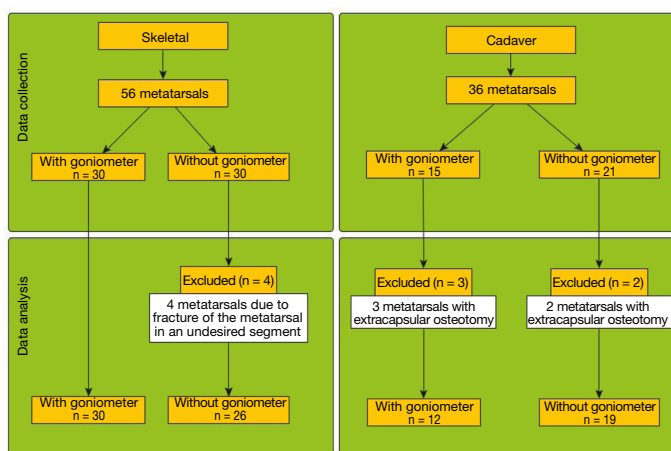 Data collection
Skeletal
56 metatarsals
With goniometer
n = 30
Without goniometer
n = 30
Cadaver
36 metatarsals
With goniometer
n = 15
Without goniometer
n = 21
Data analysis
Excluded (n = 4)
4 metatarsals due to
fracture of the metatarsal
in an undesired segment
With goniometer
n = 30
Without goniometer
n = 26
Excluded (n = 3)
3 metatarsals with
extracapsular osteotomy
Excluded (n = 2)
2 metatarsals with
extracapsular osteotomy
With goniometer
n = 12
Without goniometer
n = 19